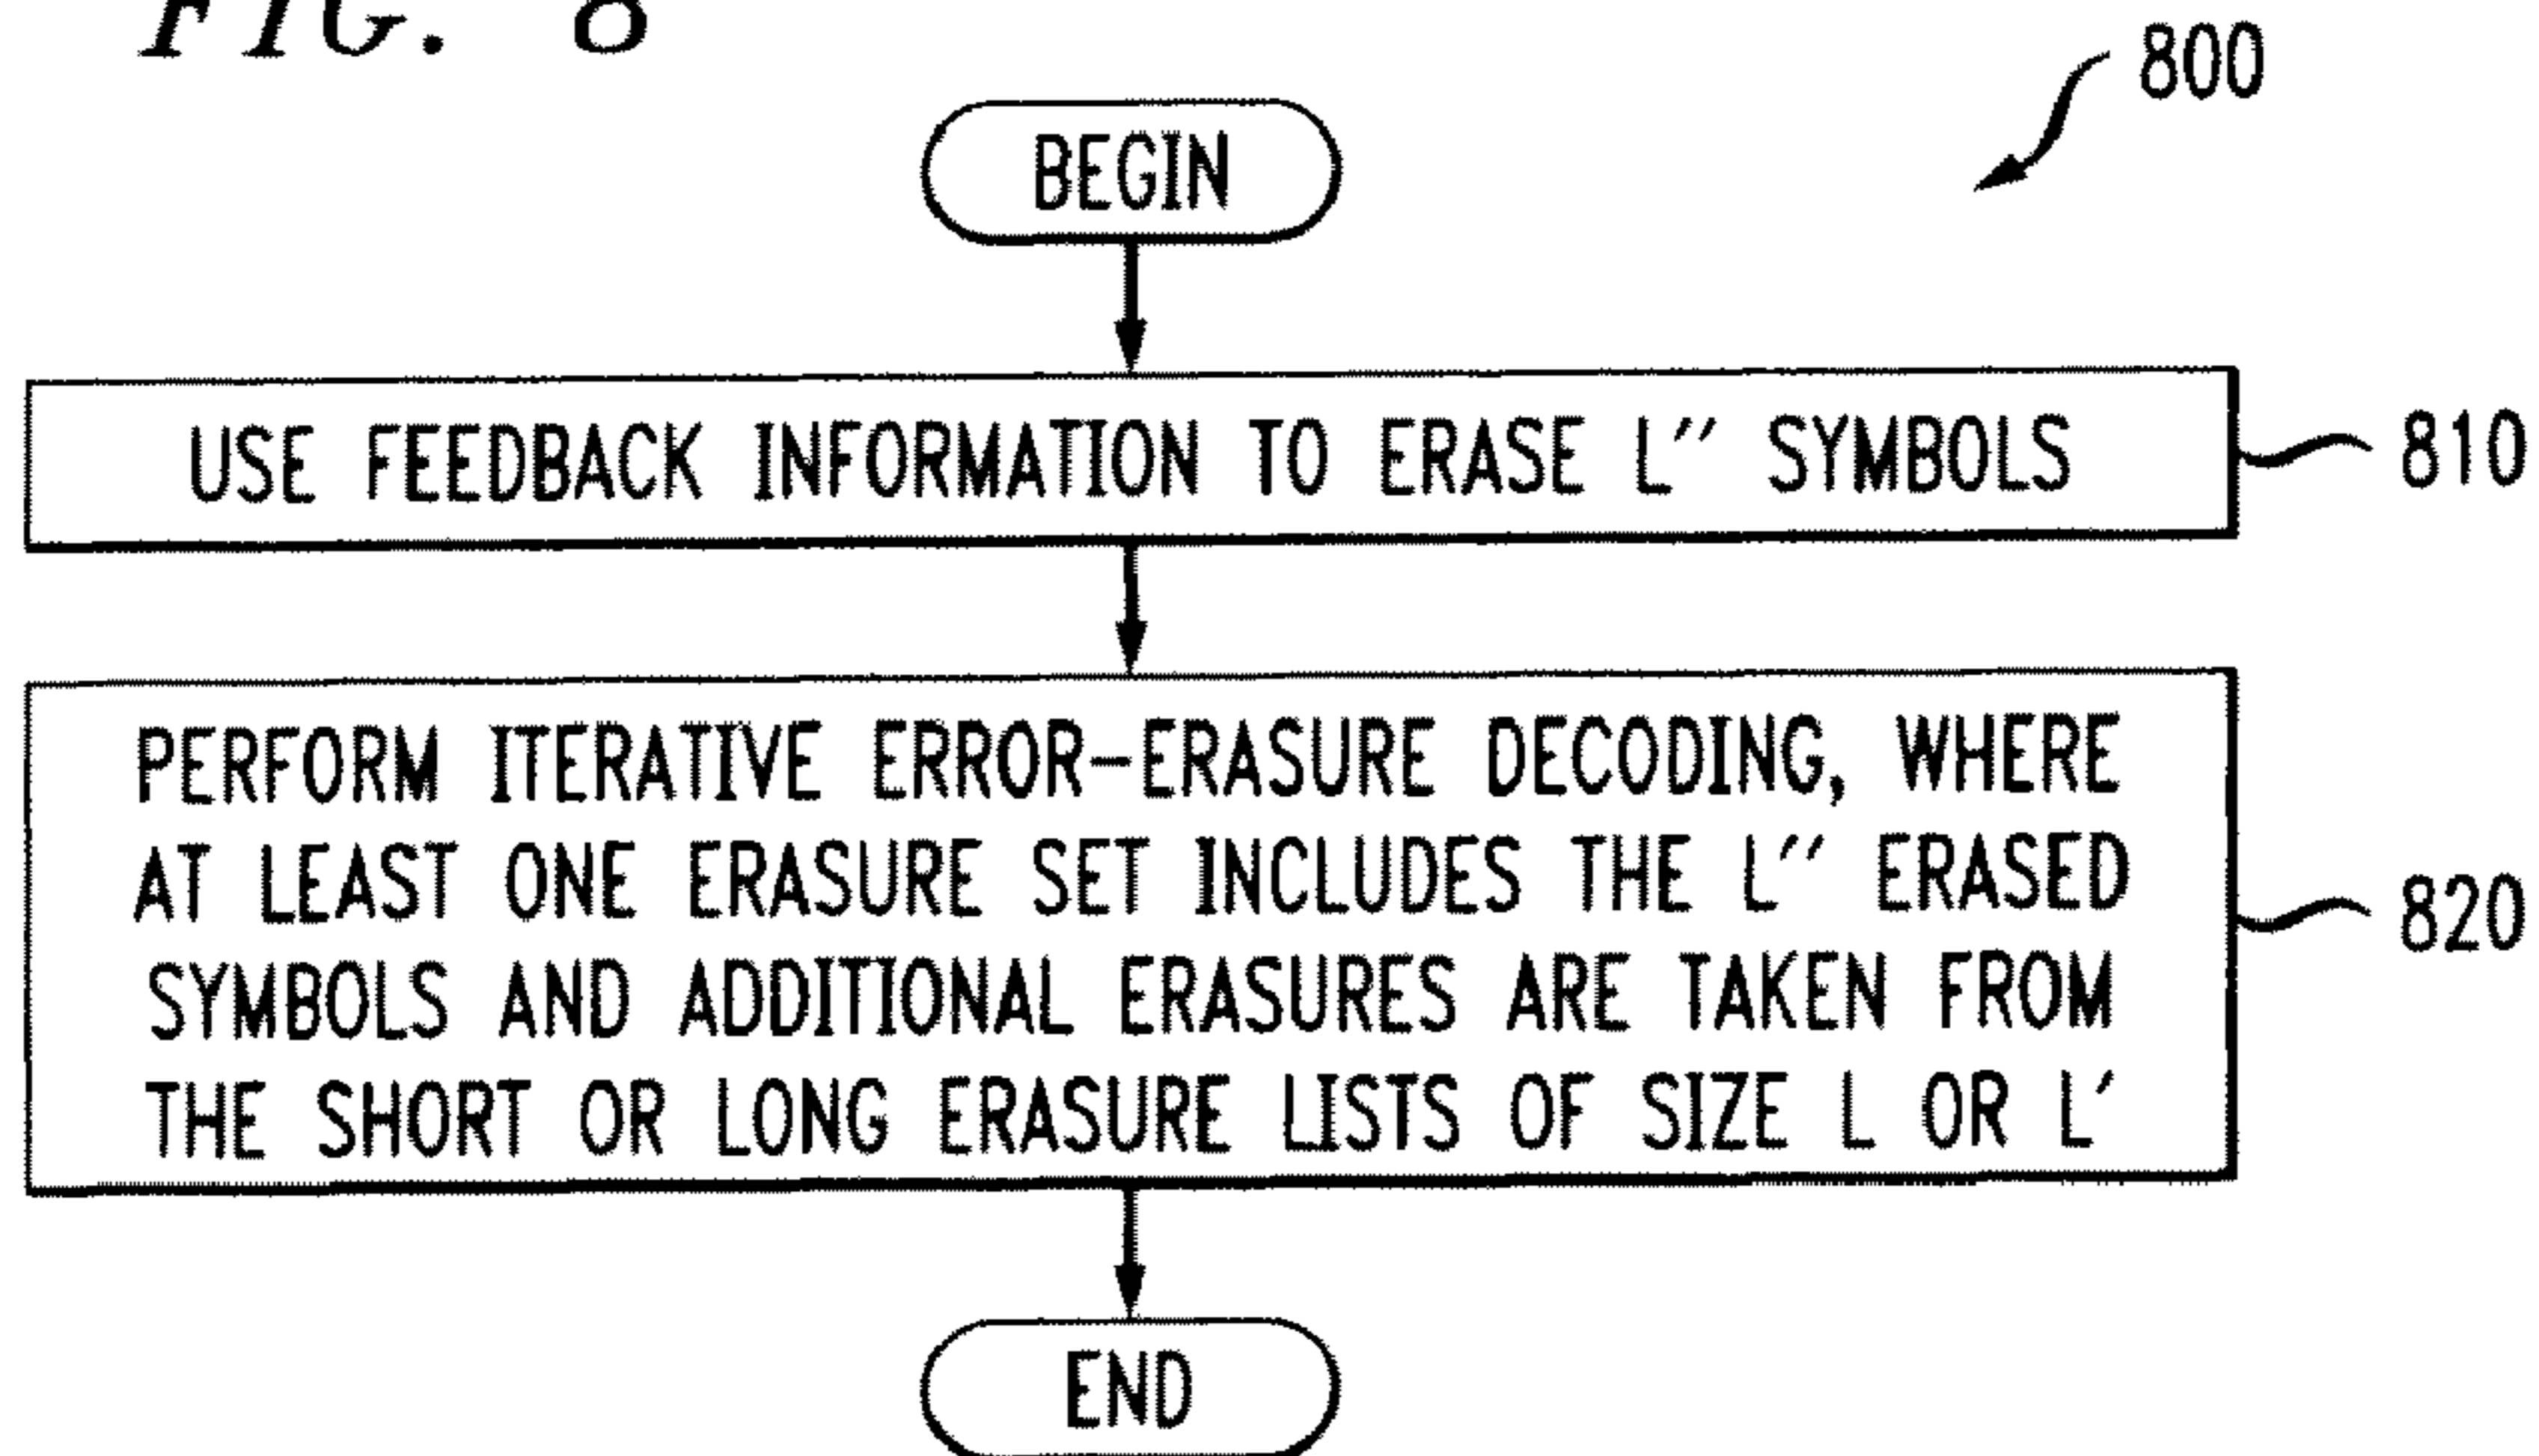 FIG. 8
800
BEGIN
USE FEEDBACK INFORMATION TO ERASE L″ SYMBOLS
810
PERFORM ITERATIVE ERROR-ERASURE DECODING, WHERE
AT LEAST ONE ERASURE SET INCLUDES THE L″ ERASED
SYMBOLS AND ADDITIONAL ERASURES ARE TAKEN FROM
THE SHORT OR LONG ERASURE LISTS OF SIZE L OR L′
820
END